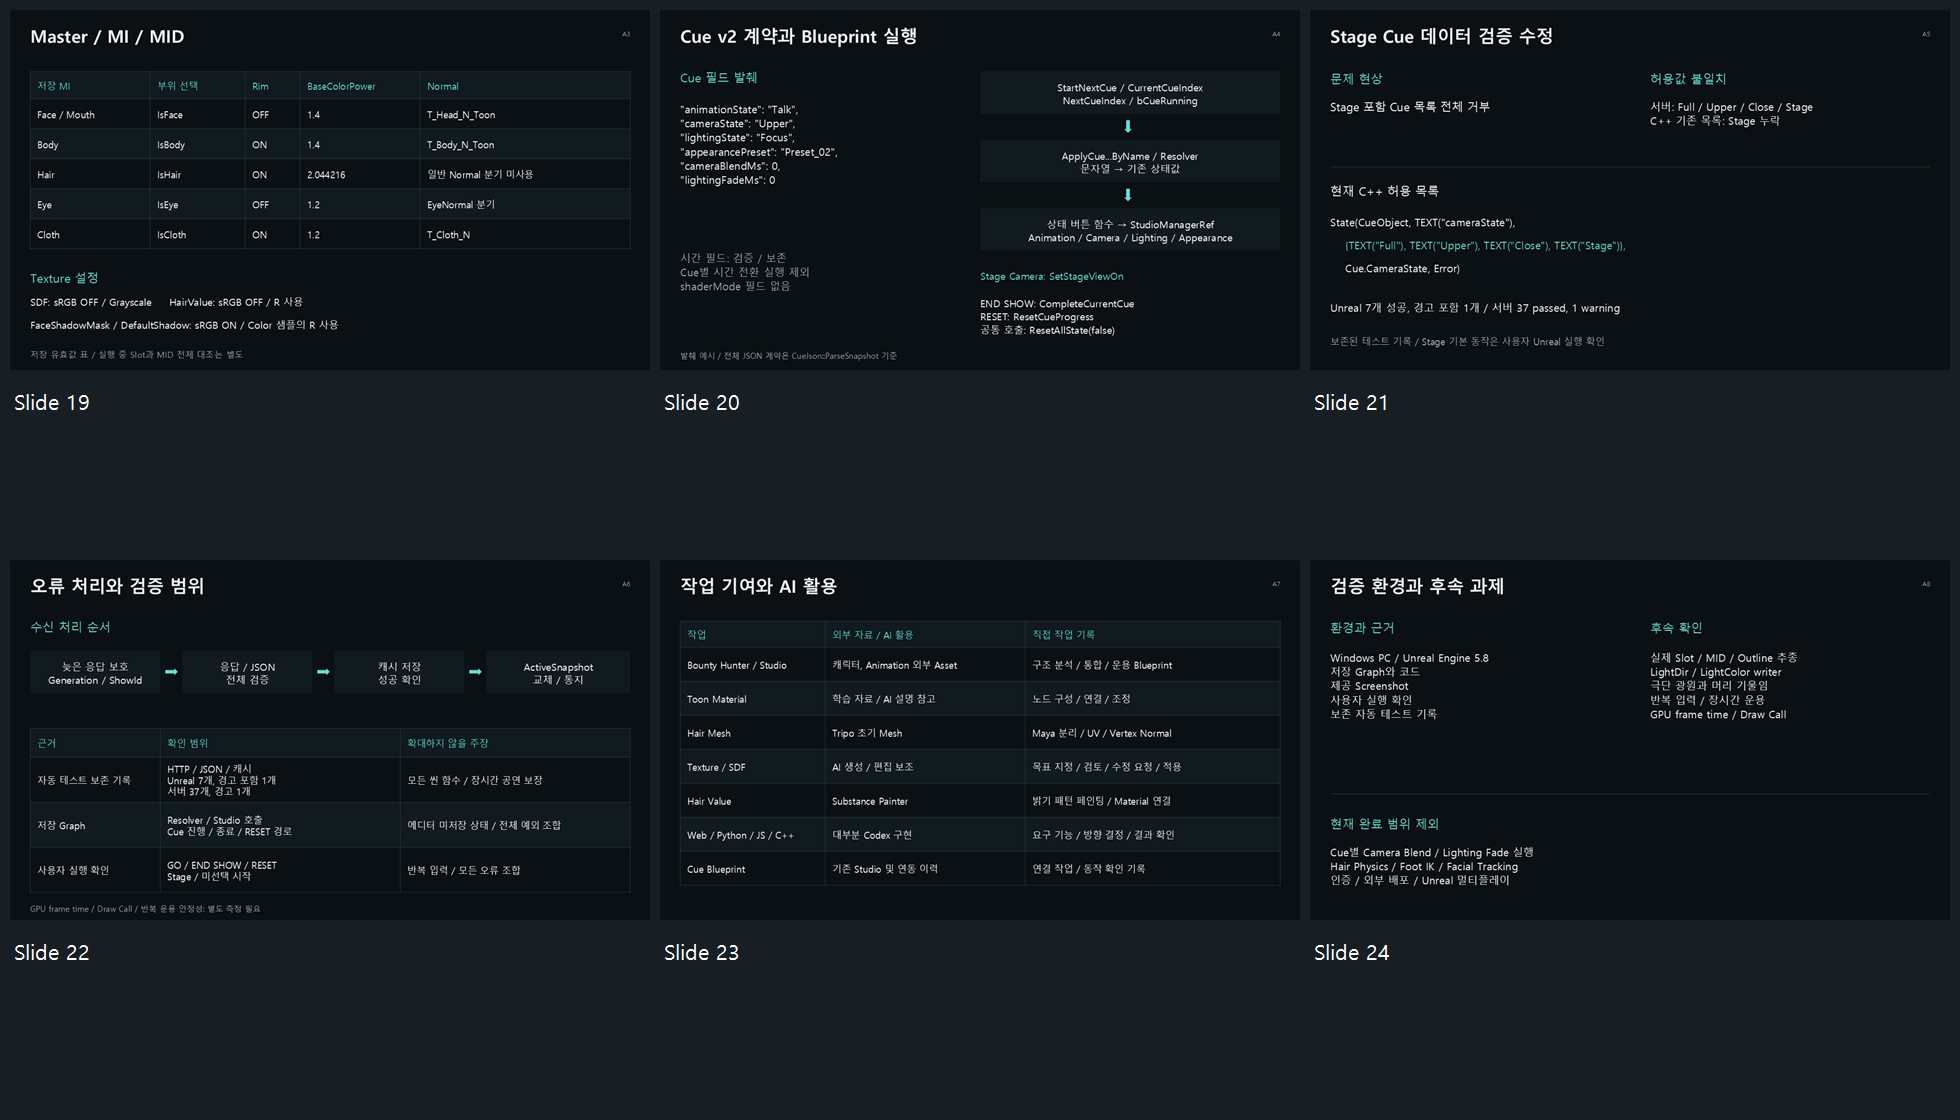 Master / MI / MID
A3
저장 MI 부위 선택 Rim BaseColorPower Normal
Face / Mouth IsFace OFF 1.4 T_Head_N_Toon
Body IsBody ON 1.4 T_Body_N_Toon
Hair IsHair ON 2.044216 일반 Normal 분기 미사용
Eye IsEye OFF 1.2 EyeNormal 분기
Cloth IsCloth ON 1.2 T_Cloth_N
Texture 설정
SDF: sRGB OFF / Grayscale HairValue: sRGB OFF / R 사용
FaceShadowMask / DefaultShadow: sRGB ON / Color 샘플의 R 사용
저장 유효값 표 / 실행 중 Slot과 MID 전체 대조는 별도
Slide 19
Cue v2 계약과 Blueprint 실행
A4
Cue 필드 발췌
"animationState": "Talk",
"cameraState": "Upper",
"lightingState": "Focus",
"appearancePreset": "Preset_02",
"cameraBlendMs": 0,
"lightingFadeMs": 0
시간 필드: 검증 / 보존
Cue별 시간 전환 실행 제외
shaderMode 필드 없음
StartNextCue / CurrentCueIndex
NextCueIndex / bCueRunning
ApplyCue...ByName / Resolver
문자열 → 기존 상태값
상태 버튼 함수 → StudioManagerRef
Animation / Camera / Lighting / Appearance
Stage Camera: SetStageViewOn
END SHOW: CompleteCurrentCue
RESET: ResetCueProgress
공통 호출: ResetAllState(false)
발췌 예시 / 전체 JSON 계약은 CueJson::ParseSnapshot 기준
Slide 20
Stage Cue 데이터 검증 수정
A5
문제 현상
Stage 포함 Cue 목록 전체 거부
허용값 불일치
서버: Full / Upper / Close / Stage
C++ 기존 목록: Stage 누락
현재 C++ 허용 목록
State(CueObject, TEXT("cameraState"),
{TEXT("Full"), TEXT("Upper"), TEXT("Close"), TEXT("Stage")},
Cue.CameraState, Error)
Unreal 7개 성공, 경고 포함 1개 / 서버 37 passed, 1 warning
보존된 테스트 기록 / Stage 기본 동작은 사용자 Unreal 실행 확인
Slide 21
오류 처리와 검증 범위
A6
수신 처리 순서
늦은 응답 보호
Generation / ShowId
응답 / JSON
전체 검증
캐시 저장
성공 확인
ActiveSnapshot
교체 / 통지
근거 확인 범위 확대하지 않을 주장
자동 테스트 보존 기록
HTTP / JSON / 캐시
Unreal 7개, 경고 포함 1개
서버 37개, 경고 1개
모든 씬 함수 / 장시간 공연 보장
저장 Graph
Resolver / Studio 호출
Cue 진행 / 종료 / RESET 경로
에디터 미저장 상태 / 전체 예외 조합
사용자 실행 확인
GO / END SHOW / RESET
Stage / 미선택 시작
반복 입력 / 모든 오류 조합
GPU frame time / Draw Call / 반복 운용 안정성: 별도 측정 필요
Slide 22
작업 기여와 AI 활용
A7
작업 외부 자료 / AI 활용 직접 작업 기록
Bounty Hunter / Studio 캐릭터, Animation 외부 Asset 구조 분석 / 통합 / 운용 Blueprint
Toon Material 학습 자료 / AI 설명 참고 노드 구성 / 연결 / 조정
Hair Mesh Tripo 초기 Mesh Maya 분리 / UV / Vertex Normal
Texture / SDF AI 생성 / 편집 보조 목표 지정 / 검토 / 수정 요청 / 적용
Hair Value Substance Painter 밝기 패턴 페인팅 / Material 연결
Web / Python / JS / C++ 대부분 Codex 구현 요구 기능 / 방향 결정 / 결과 확인
Cue Blueprint 기존 Studio 및 연동 이력 연결 작업 / 동작 확인 기록
Slide 23
검증 환경과 후속 과제
A8
환경과 근거
Windows PC / Unreal Engine 5.8
저장 Graph와 코드
제공 Screenshot
사용자 실행 확인
보존 자동 테스트 기록
후속 확인
실제 Slot / MID / Outline 추종
LightDir / LightColor writer
극단 광원과 머리 기울임
반복 입력 / 장시간 운용
GPU frame time / Draw Call
현재 완료 범위 제외
Cue별 Camera Blend / Lighting Fade 실행
Hair Physics / Foot IK / Facial Tracking
인증 / 외부 배포 / Unreal 멀티플레이
Slide 24